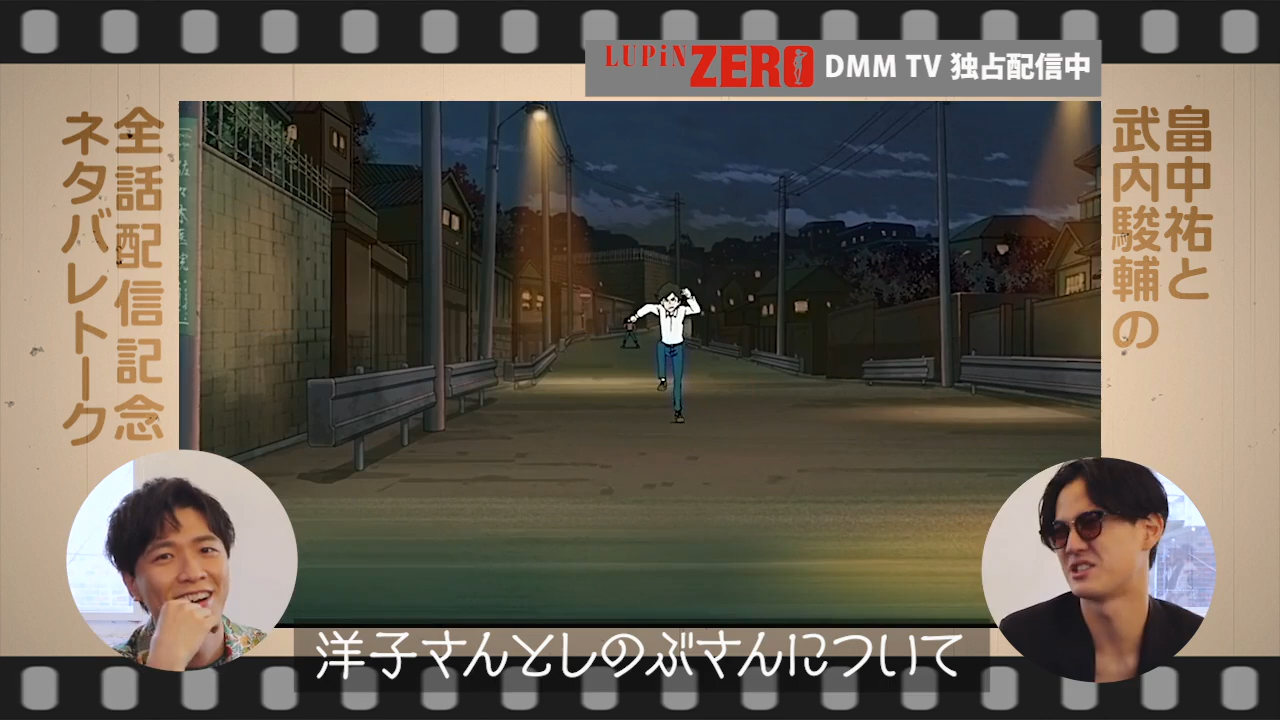 LUPiN ZERO DMM TV 独占配信中
畠中祐と
武内駿輔の
全話配信記念
ネタバレトーク
洋子さんとしのぶさんについて